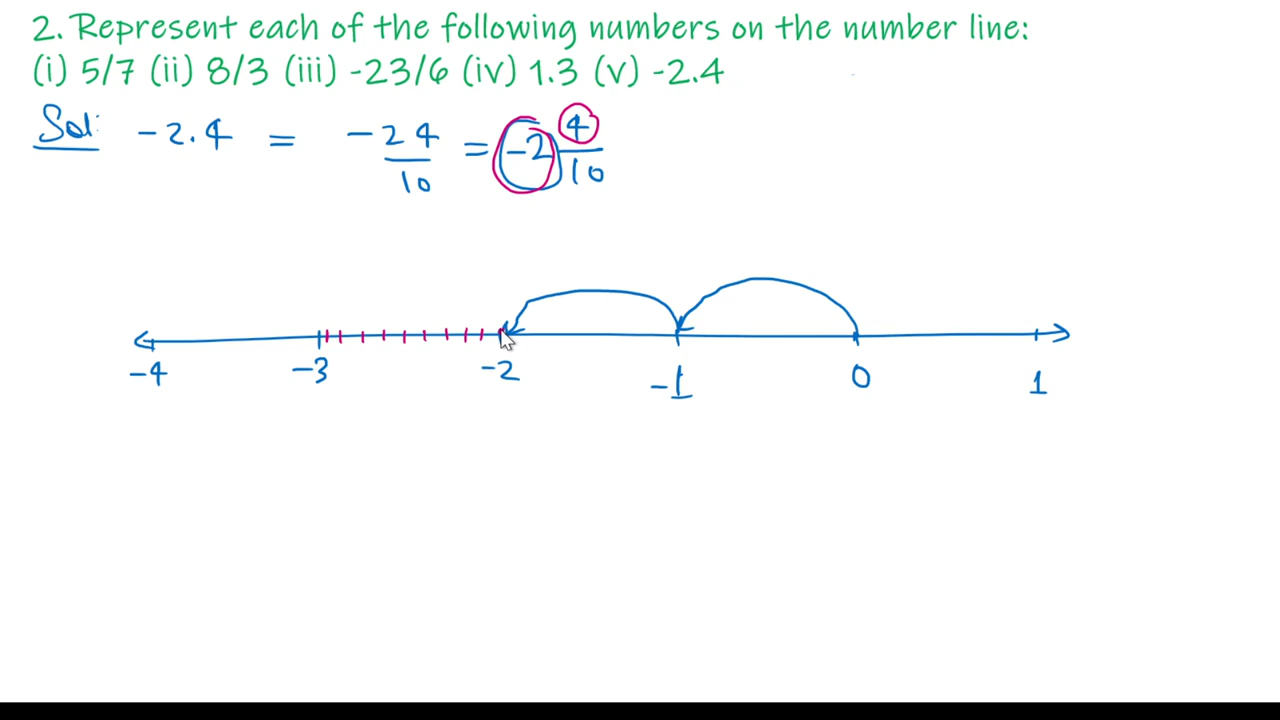 2. Represent each of the following numbers on the number line:
(i) 5/7 (ii) 8/3 (iii) -23/6 (iv) 1.3 (v) -2.4
Sol: -2.4 = -24/10 = -2 4/10
-4 -3 -2 -1 0 1